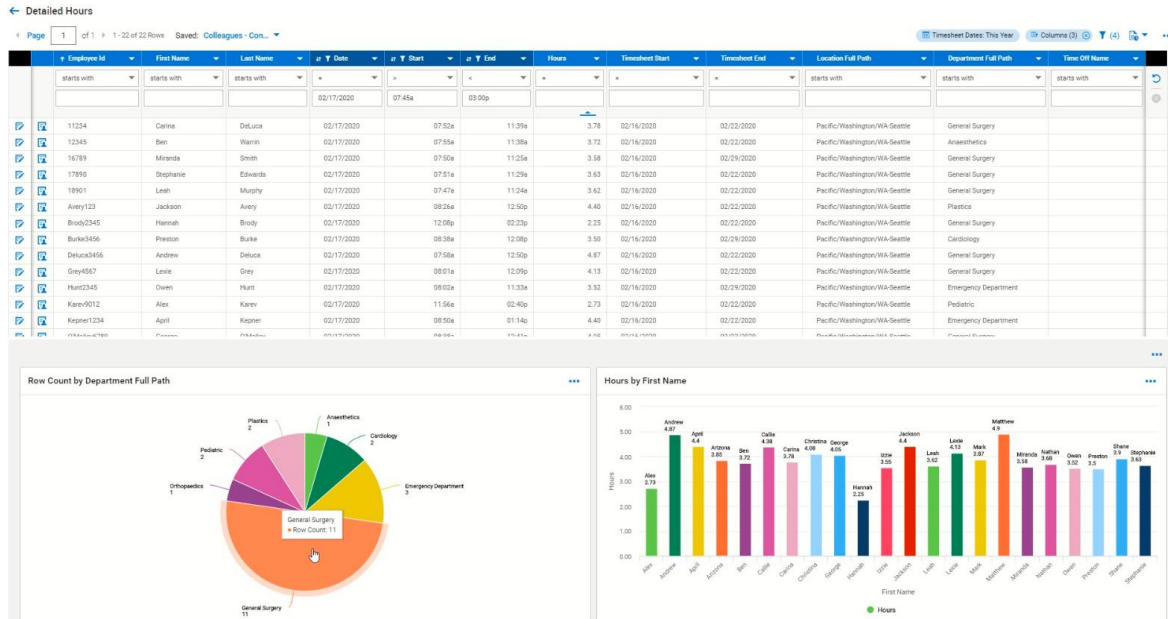 Detailed Hours
Page 1 of 1 1 - 22 of 22 Rows Saved: Colleagues - Con... Timesheet Dates: This Year Columns (3) (4)
Employee Id First Name Last Name Date Start End Hours Timesheet Start Timesheet End Location Full Path Department Full Path Time Off Name
starts with starts with starts with = > < = = = starts with starts with starts with
02/17/2020 07:45a 03:00p
11234 Carina DeLuca 02/17/2020 07:52a 11:39a 3.78 02/16/2020 02/22/2020 Pacific/Washington/WA-Seattle General Surgery
12345 Ben Warrin 02/17/2020 07:55a 11:38a 3.72 02/16/2020 02/22/2020 Pacific/Washington/WA-Seattle Anaesthetics
16789 Miranda Smith 02/17/2020 07:50a 11:25a 3.58 02/16/2020 02/29/2020 Pacific/Washington/WA-Seattle General Surgery
17890 Stephanie Edwards 02/17/2020 07:51a 11:29a 3.63 02/16/2020 02/22/2020 Pacific/Washington/WA-Seattle General Surgery
18901 Leah Murphy 02/17/2020 07:47a 11:24a 3.62 02/16/2020 02/22/2020 Pacific/Washington/WA-Seattle General Surgery
Avery123 Jackson Avery 02/17/2020 08:26a 12:50p 4.40 02/16/2020 02/22/2020 Pacific/Washington/WA-Seattle Plastics
Brody2345 Hannah Brody 02/17/2020 12:08p 02:23p 2.25 02/16/2020 02/22/2020 Pacific/Washington/WA-Seattle General Surgery
Burke3456 Preston Burke 02/17/2020 08:38a 12:08p 3.50 02/16/2020 02/29/2020 Pacific/Washington/WA-Seattle Cardiology
Deluca3456 Andrew Deluca 02/17/2020 07:58a 12:50p 4.87 02/16/2020 02/22/2020 Pacific/Washington/WA-Seattle General Surgery
Grey4567 Lexie Grey 02/17/2020 08:01a 12:09p 4.13 02/16/2020 02/22/2020 Pacific/Washington/WA-Seattle General Surgery
Hunt2345 Owen Hunt 02/17/2020 08:02a 11:33a 3.52 02/16/2020 02/29/2020 Pacific/Washington/WA-Seattle Emergency Department
Karev9012 Alex Karev 02/17/2020 11:56a 02:40p 2.73 02/16/2020 02/22/2020 Pacific/Washington/WA-Seattle Pediatric
Kepner1234 April Kepner 02/17/2020 08:50a 01:14p 4.40 02/16/2020 02/22/2020 Pacific/Washington/WA-Seattle Emergency Department
Row Count by Department Full Path
Anaesthetics
1
Plastics
2
Cardiology
2
Pediatric
2
Emergency Department
3
Orthopaedics
1
General Surgery
Row Count: 11
General Surgery
11
Hours by First Name
6.00
5.00
4.00
3.00
2.00
1.00
0.00
Hours
Alex
2.73
Andrew
4.87
April
4.4
Arizona
3.85
Ben
3.72
Callie
4.38
Carina
3.78
Christina
4.08
George
4.05
Hannah
2.25
Izzie
3.55
Jackson
4.4
Leah
3.62
Lexie
4.13
Mark
3.87
Matthew
4.9
Miranda
3.58
Nathan
3.68
Owen
3.52
Preston
3.5
Shane
3.9
Stephanie
3.63
Alex Andrew April Arizona Ben Callie Carina Christina George Hannah Izzie Jackson Leah Lexie Mark Matthew Miranda Nathan Owen Preston Shane Stephanie
First Name
Hours